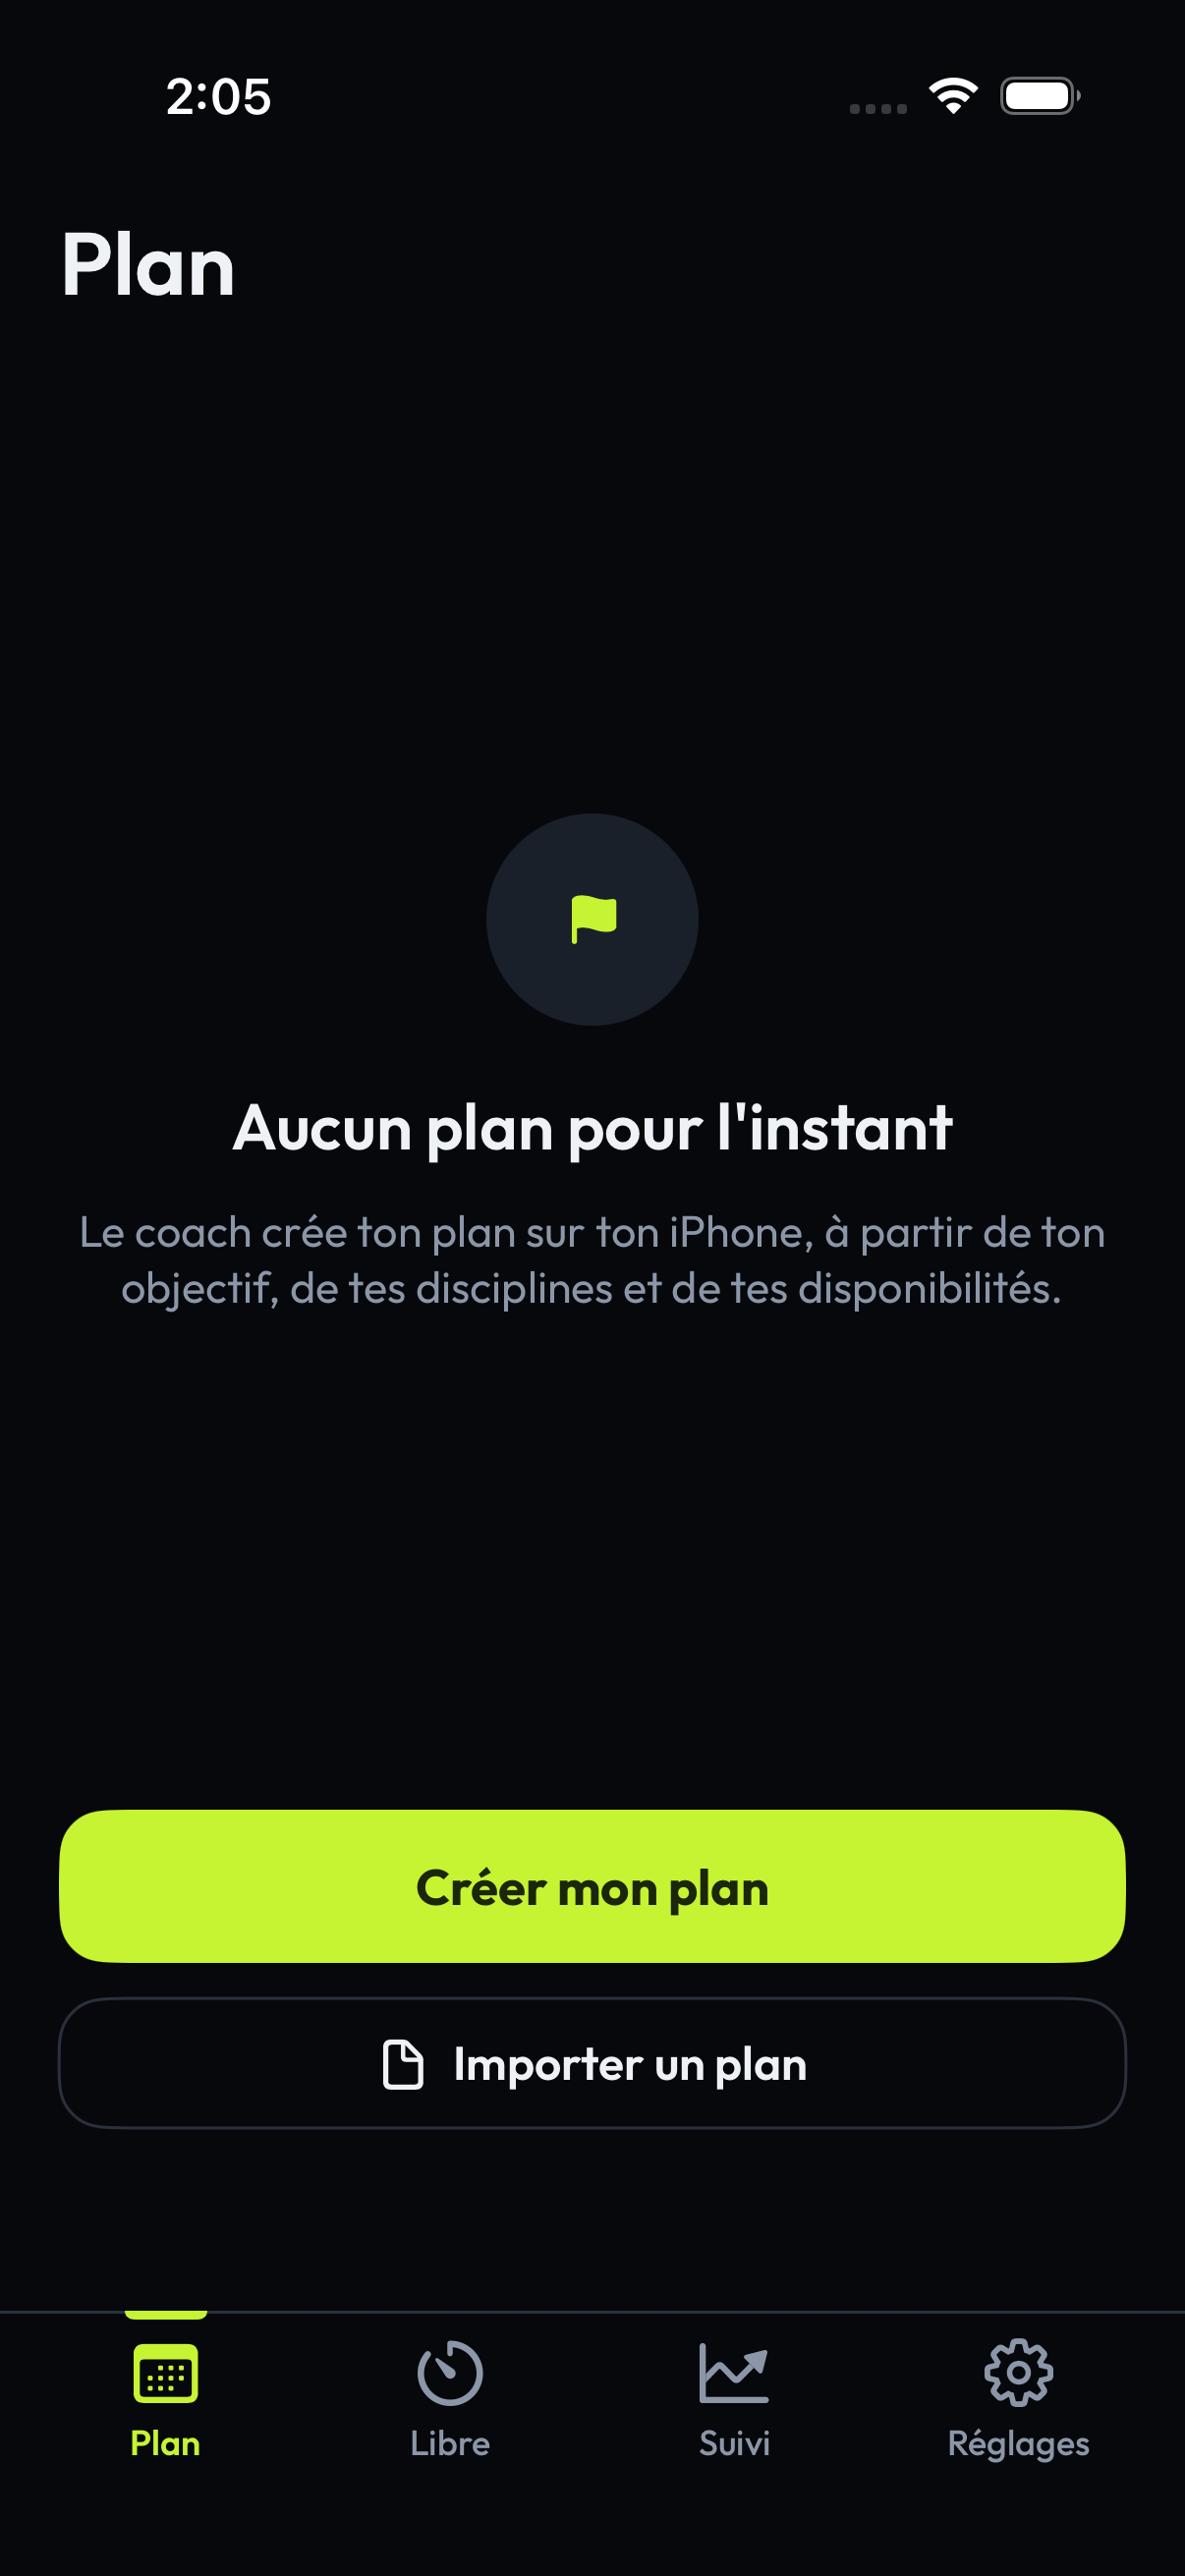 2:05
Plan
Aucun plan pour l'instant
Le coach crée ton plan sur ton iPhone, à partir de ton
objectif, de tes disciplines et de tes disponibilités.
Créer mon plan
Importer un plan
Plan
Libre
Suivi
Réglages